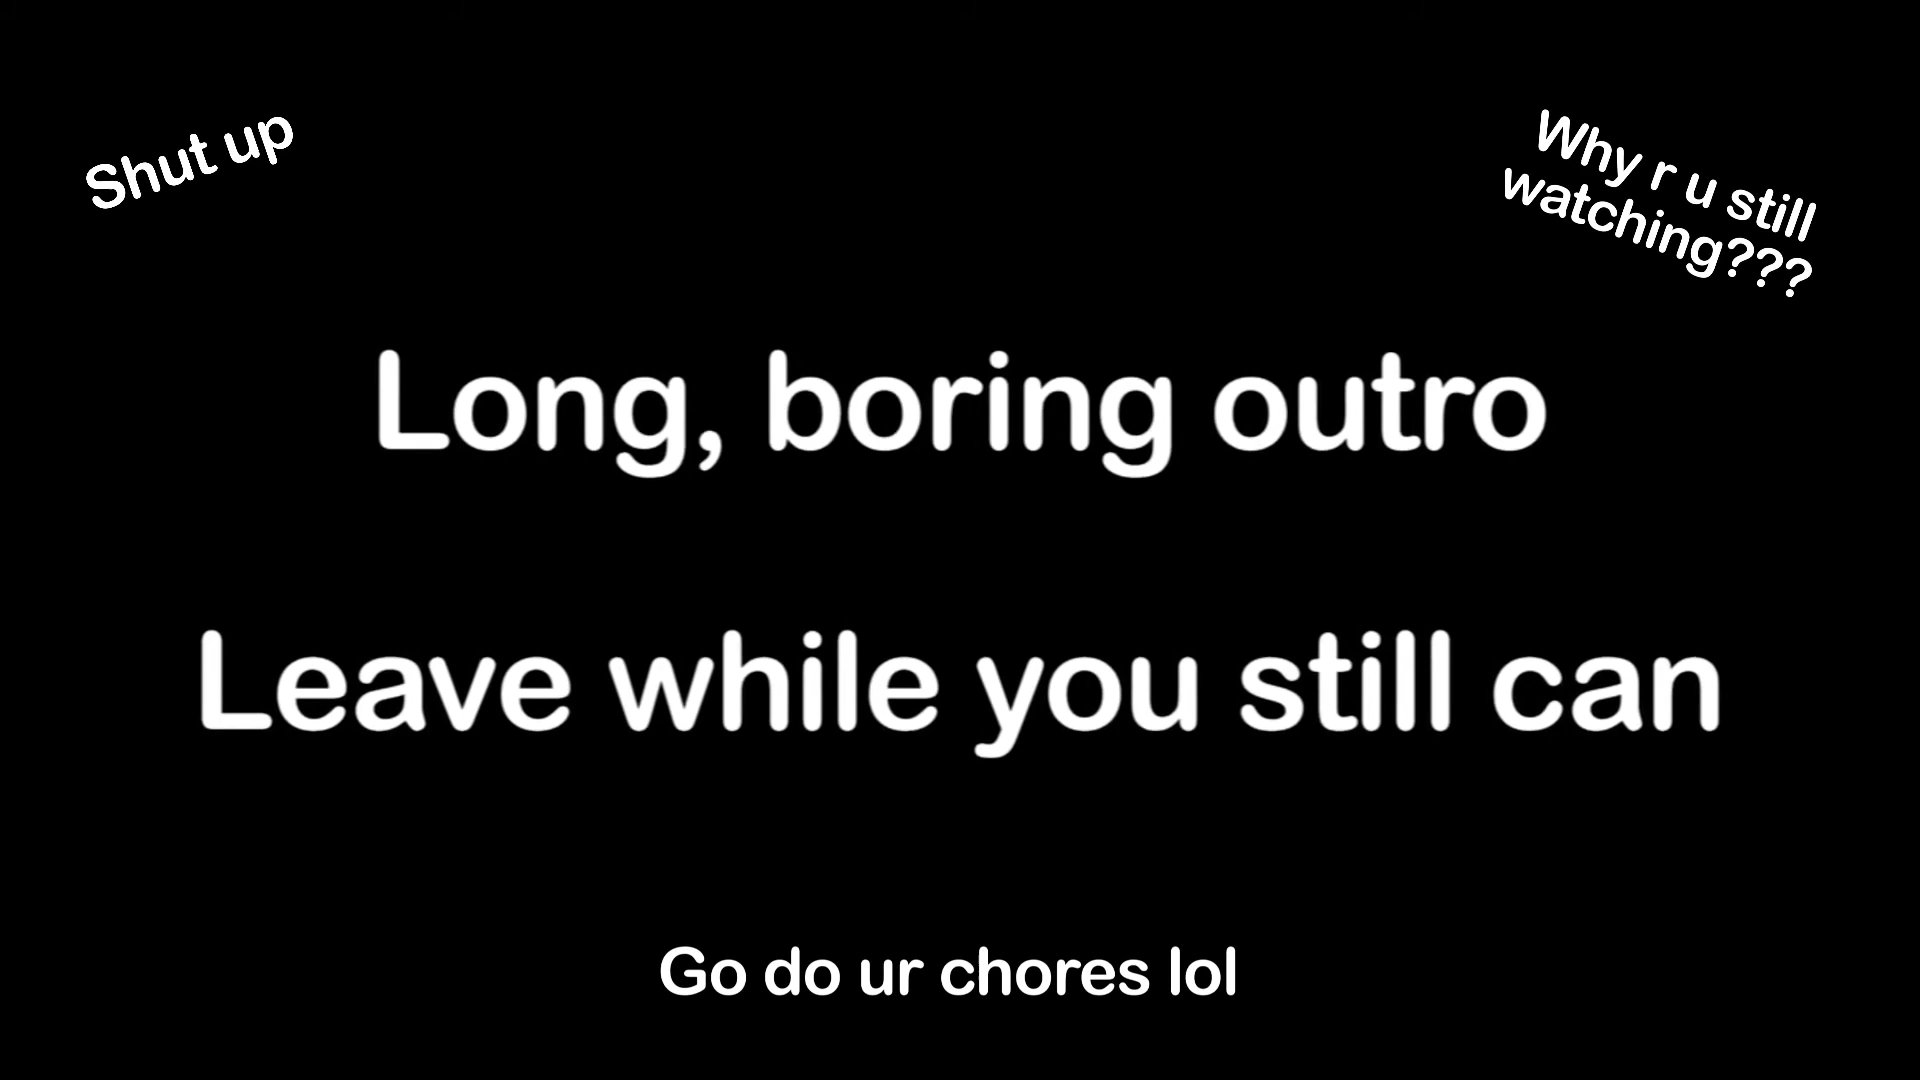 Shut up
Why r u still
watching???
Long, boring outro
Leave while you still can
Go do ur chores lol